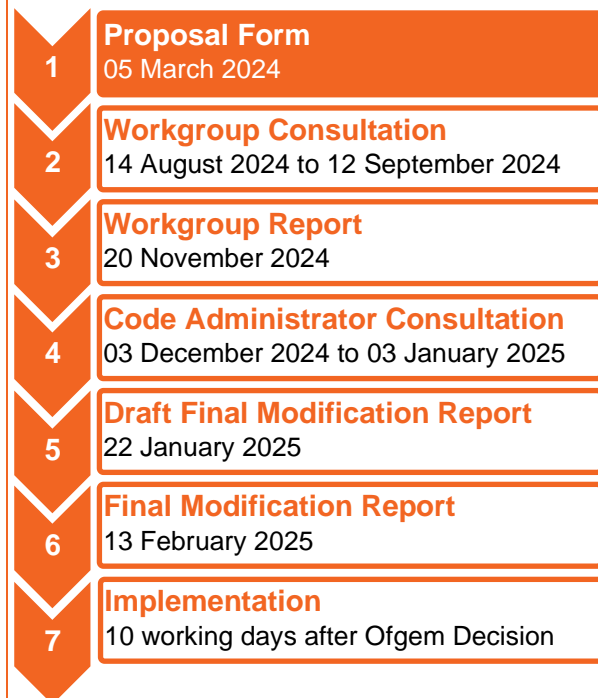 1
Proposal Form
05 March 2024
2
Workgroup Consultation
14 August 2024 to 12 September 2024
3
Workgroup Report
20 November 2024
4
Code Administrator Consultation
03 December 2024 to 03 January 2025
5
Draft Final Modification Report
22 January 2025
6
Final Modification Report
13 February 2025
7
Implementation
10 working days after Ofgem Decision